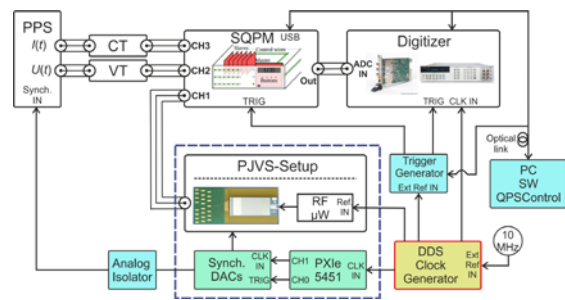 PPS
I(t)
U(t)
Synch.
IN
CT
VT
SQPM
USB
CH3
CH2
CH1
Out
TRIG
Digitizer
ADC
IN
TRIG
CLK IN
Optical
link
PC
SW
QPSControl
Trigger
Generator
Ext Ref IN
PJVS-Setup
RF
µW
Ref
IN
10
MHz
DDS
Clock
Generator
Ext
Ref
IN
PXIe
5451
CH1
CH0
CLK
IN
Synch.
DACs
CLK
IN
TRIG
Analog
Isolator